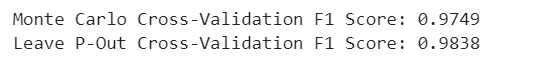 Monte Carlo Cross-Validation F1 Score: 0.9749
Leave P-Out Cross-Validation F1 Score: 0.9838